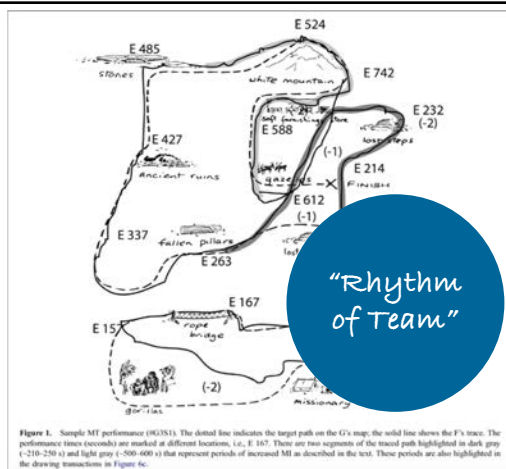 E 524
E 485
stones
white mountain
E 742
E 588
soft furnishings store
E 232
(-2)
lost steps
E 427
ancient ruins
gazelles
(-1)
E 214
X
FINISH
E 612
(-1)
E 337
fallen pillars
E 263
lost
"Rhythm
of Team"
E 167
E 15
rope
bridge
(-2)
gorillas
missionary
Figure 1. Sample MT performance (#G3S1). The dotted line indicates the target path on the G's map; the solid line shows the F's trace. The
performance times (seconds) are marked at different locations, i.e., E 167. There are two segments of the traced path highlighted in dark gray
(~210–250 s) and light gray (~500–600 s) that represent periods of increased MI as described in the text. These periods are also highlighted in
the drawing transactions in Figure 6c.